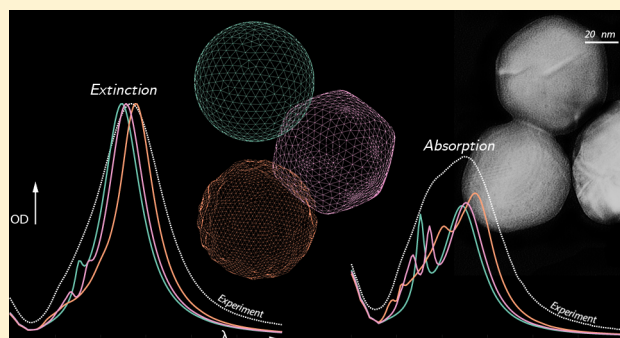 20 nm
Extinction
Absorption
OD
Experiment
Experiment
λ